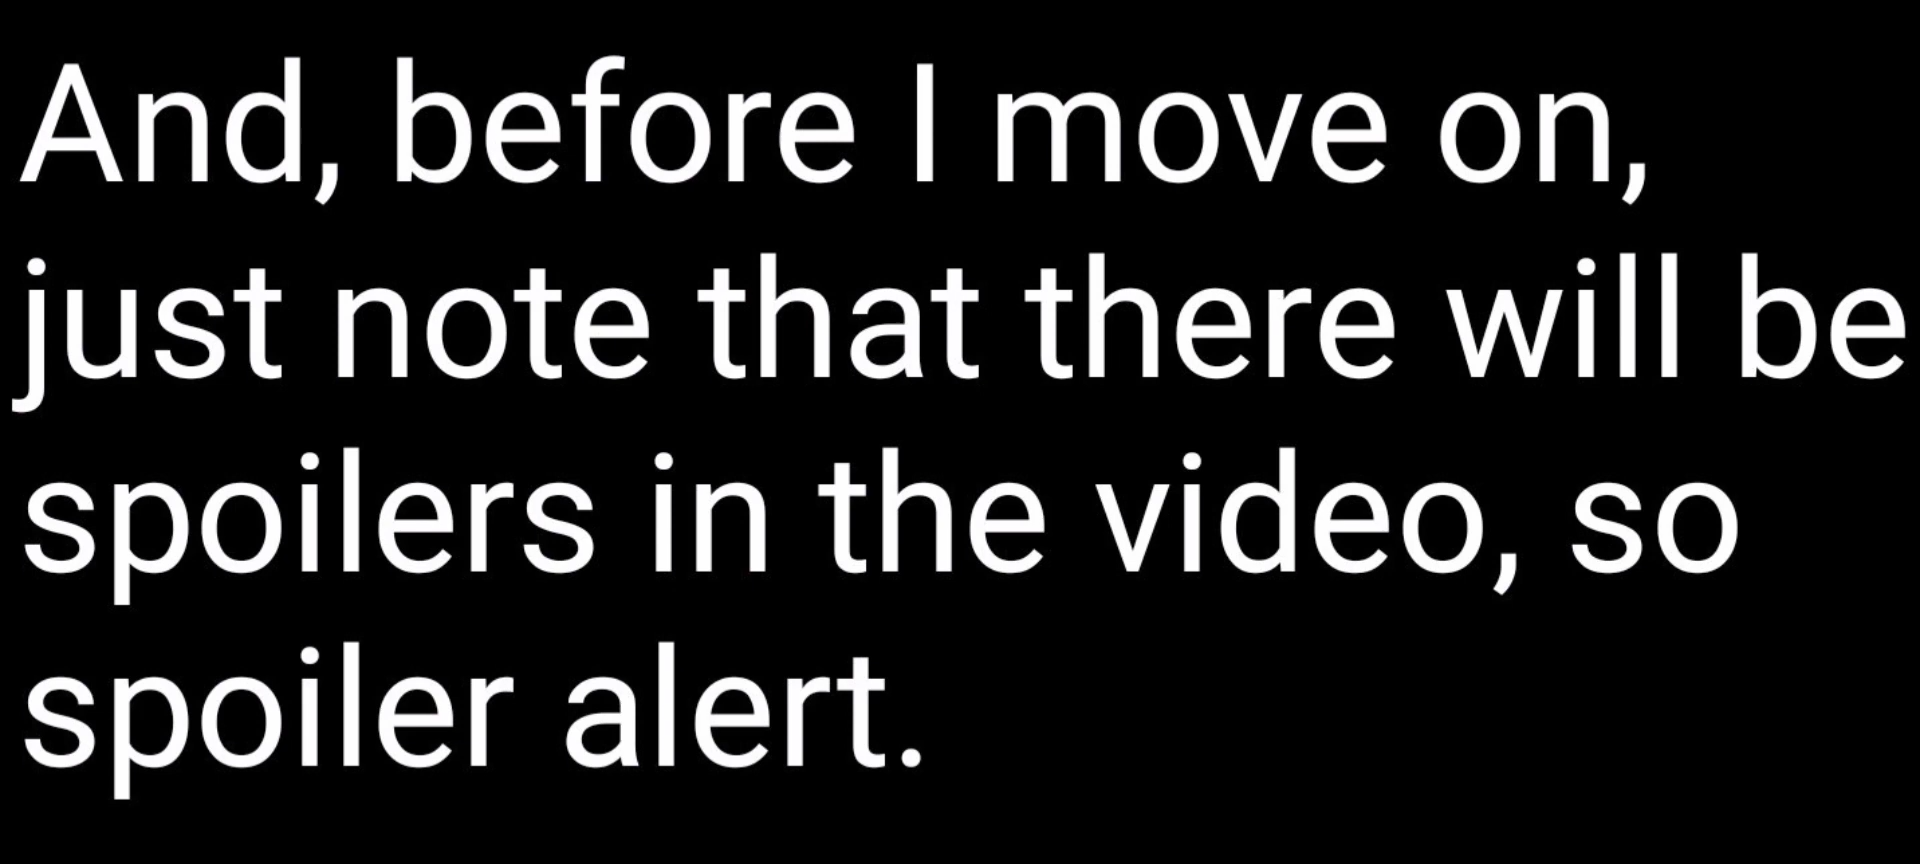 And, before I move on,
just note that there will be
spoilers in the video, so
spoiler alert.